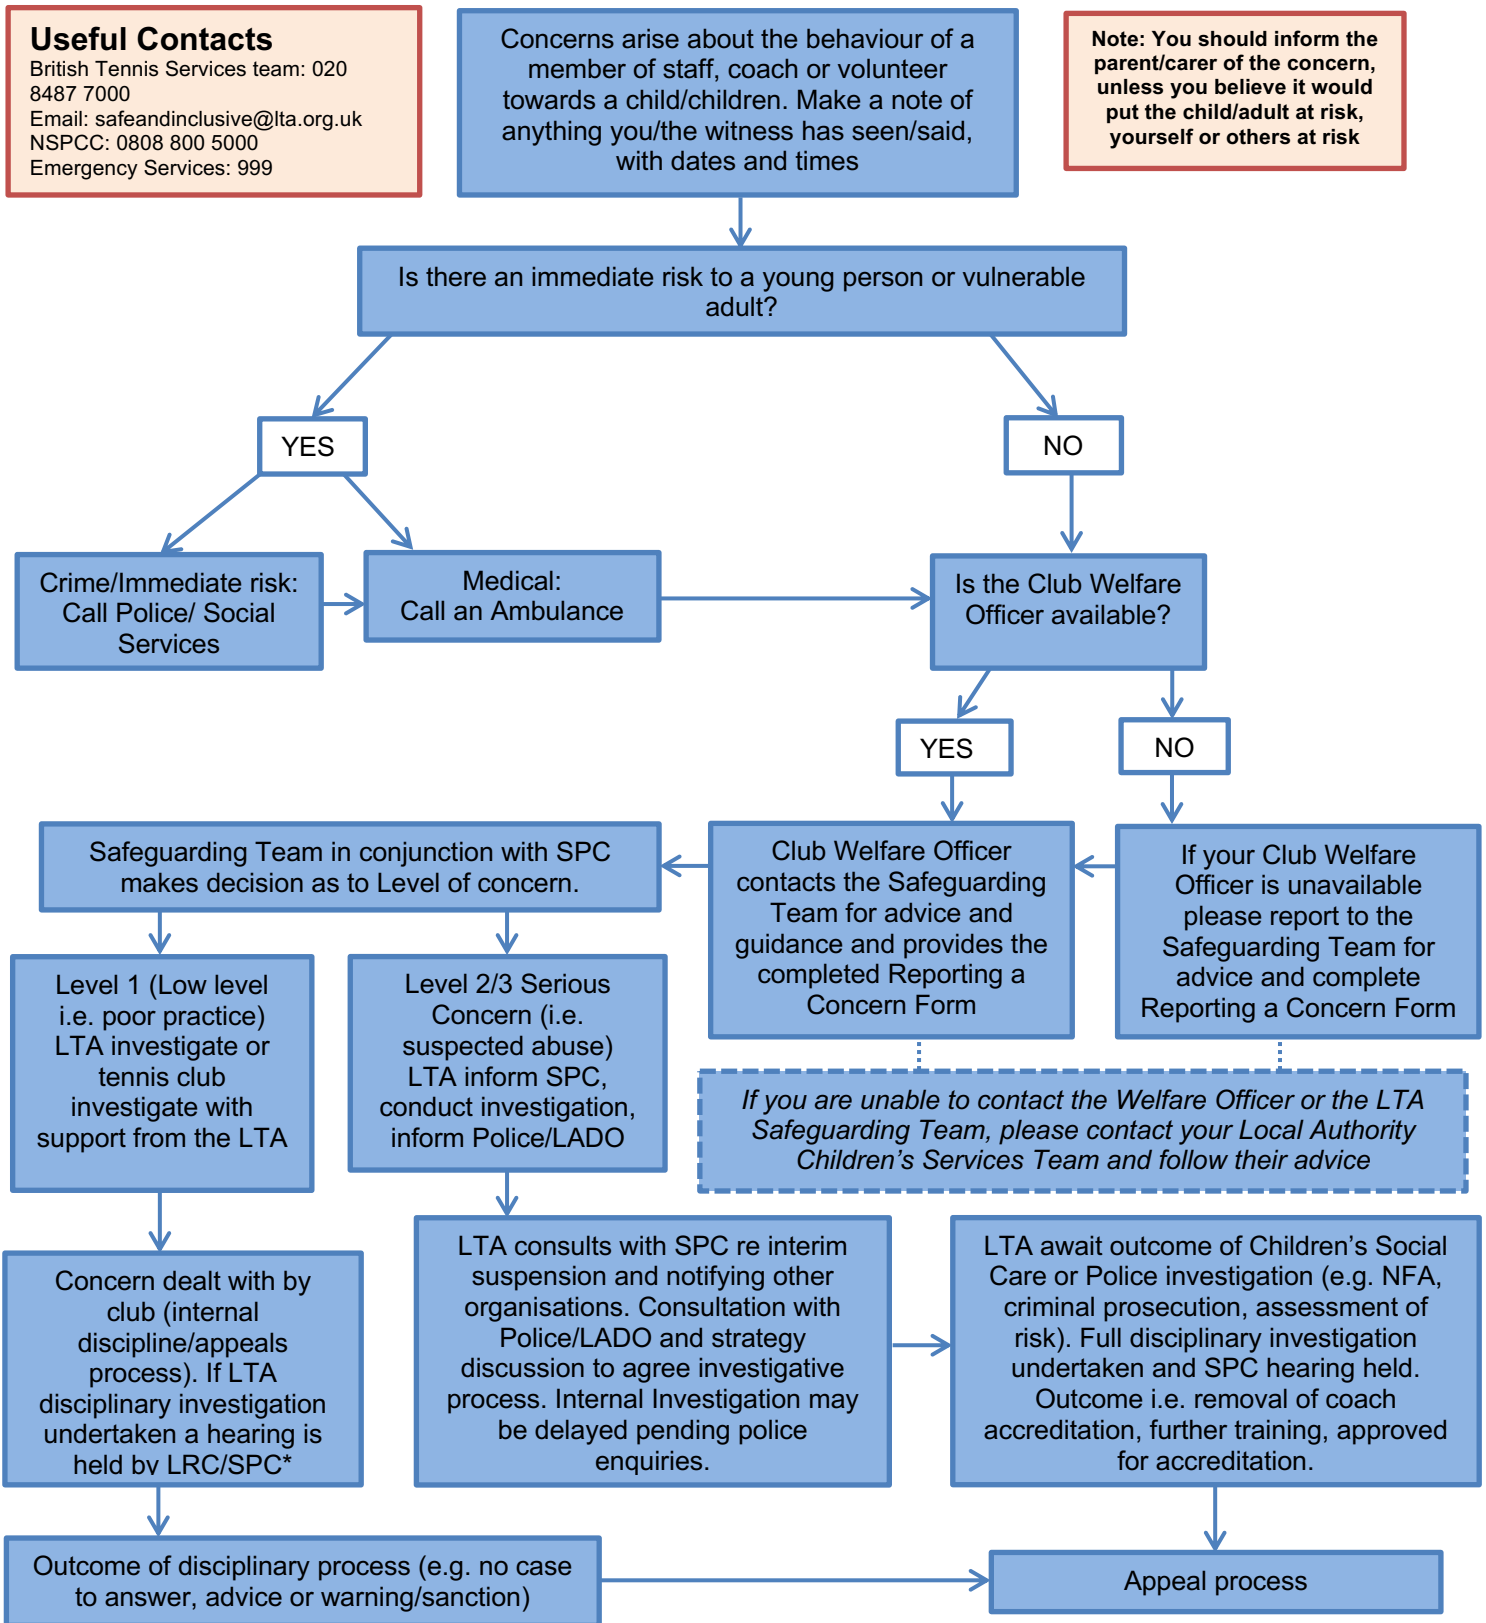 Useful Contacts
British Tennis Services team: 020
8487 7000
Email: safeandinclusive@lta.org.uk
NSPCC: 0808 800 5000
Emergency Services: 999
Concerns arise about the behaviour of a
member of staff, coach or volunteer
towards a child/children. Make a note of
anything you/the witness has seen/said,
with dates and times
Note: You should inform the
parent/carer of the concern,
unless you believe it would
put the child/adult at risk,
yourself or others at risk
Is there an immediate risk to a young person or vulnerable
adult?
YES
NO
Crime/Immediate risk:
Call Police/ Social
Services
Medical:
Call an Ambulance
Is the Club Welfare
Officer available?
YES
NO
Safeguarding Team in conjunction with SPC
makes decision as to Level of concern.
Club Welfare Officer
contacts the Safeguarding
Team for advice and
guidance and provides the
completed Reporting a
Concern Form
If your Club Welfare
Officer is unavailable
please report to the
Safeguarding Team for
advice and complete
Reporting a Concern Form
Level 1 (Low level
i.e. poor practice)
LTA investigate or
tennis club
investigate with
support from the LTA
Level 2/3 Serious
Concern (i.e.
suspected abuse)
LTA inform SPC,
conduct investigation,
inform Police/LADO
If you are unable to contact the Welfare Officer or the LTA
Safeguarding Team, please contact your Local Authority
Children's Services Team and follow their advice
Concern dealt with by
club (internal
discipline/appeals
process). If LTA
disciplinary investigation
undertaken a hearing is
held by LRC/SPC*
LTA consults with SPC re interim
suspension and notifying other
organisations. Consultation with
Police/LADO and strategy
discussion to agree investigative
process. Internal Investigation may
be delayed pending police
enquiries.
LTA await outcome of Children's Social
Care or Police investigation (e.g. NFA,
criminal prosecution, assessment of
risk). Full disciplinary investigation
undertaken and SPC hearing held.
Outcome i.e. removal of coach
accreditation, further training, approved
for accreditation.
Outcome of disciplinary process (e.g. no case
to answer, advice or warning/sanction)
Appeal process